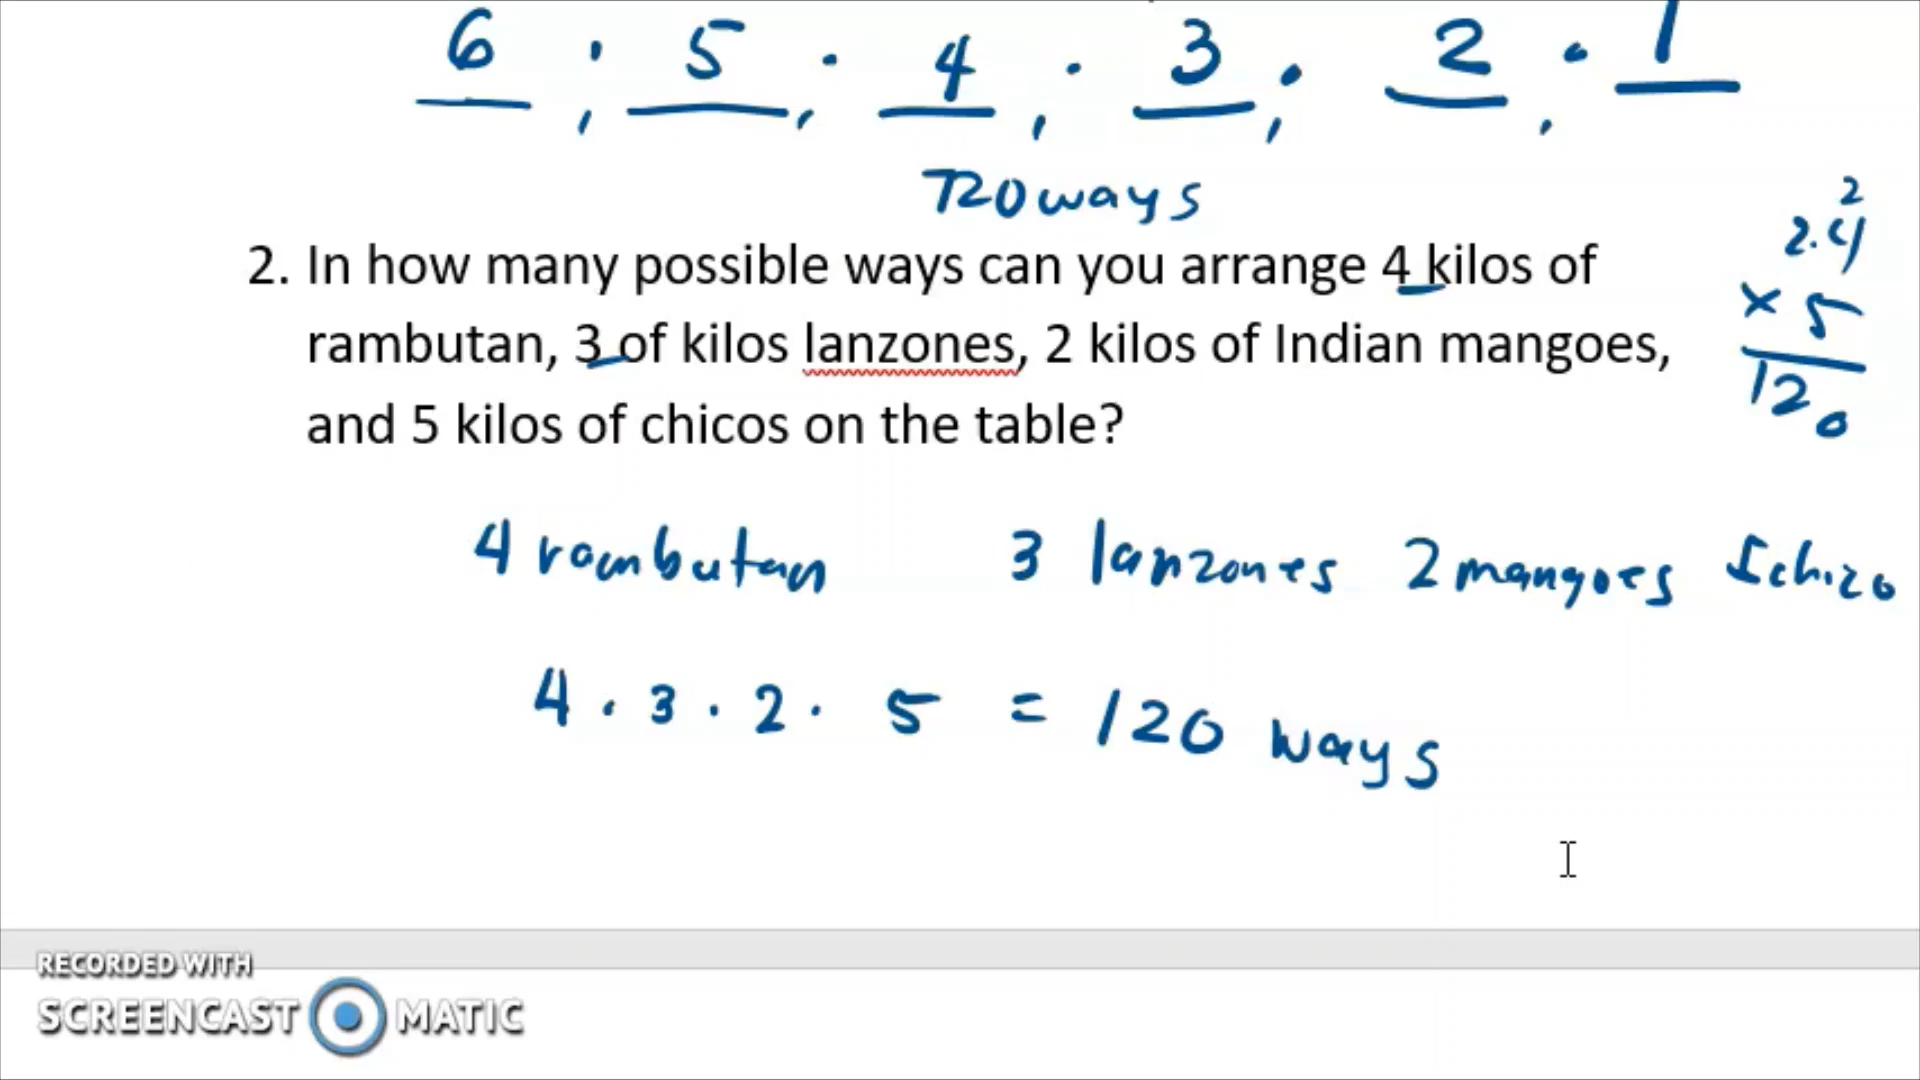 6 . 5 . 4 . 3 . 2 . 1
720 ways
2. In how many possible ways can you arrange 4 kilos of
rambutan, 3 of kilos lanzones, 2 kilos of Indian mangoes,
and 5 kilos of chicos on the table?
2
24
x 5
120
4 rambutan 3 lanzones 2 mangoes 5 chizo
4 . 3 . 2 . 5 = 120 ways
RECORDED WITH
SCREENCAST MATIC